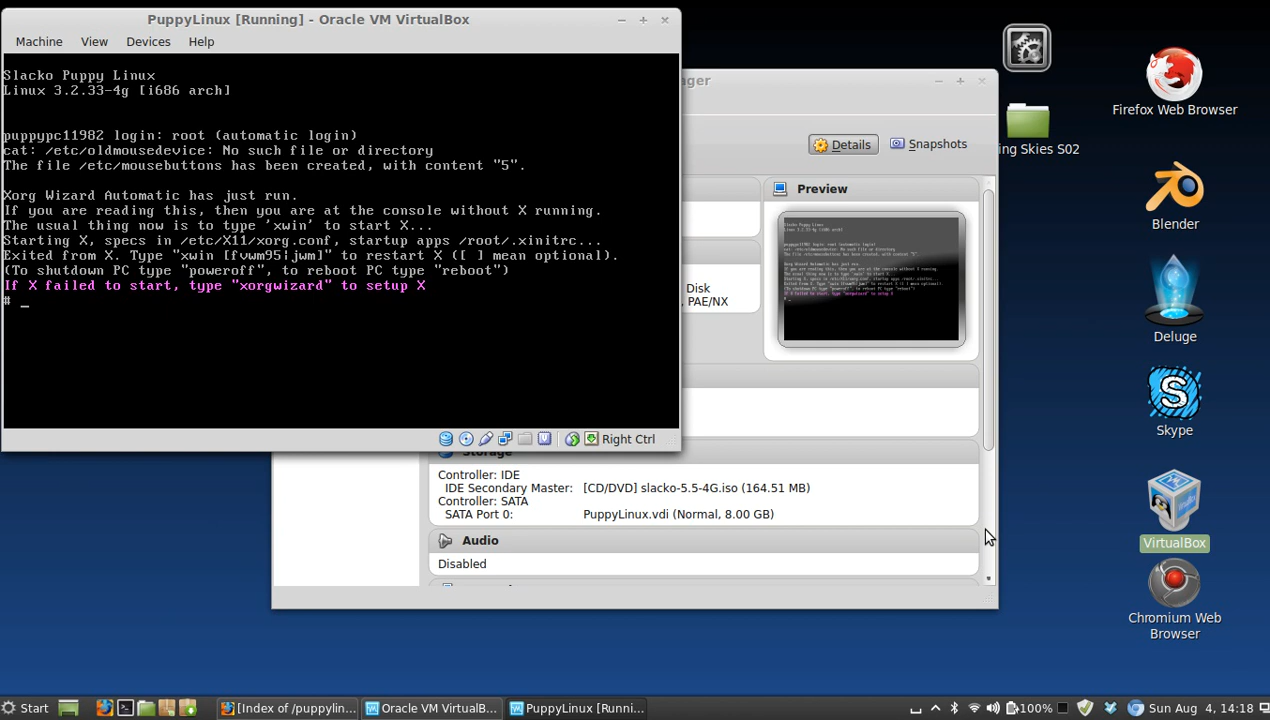 PuppyLinux [Running] - Oracle VM VirtualBox
Machine View Devices Help
Slacko Puppy Linux
Linux 3.2.33-4g [i686 arch]
puppypc11982 login: root (automatic login)
cat: /etc/oldmousedevice: No such file or directory
The file /etc/mousebuttons has been created, with content "5".
Xorg Wizard Automatic has just run.
If you are reading this, then you are at the console without X running.
The usual thing now is to type 'xwin' to start X...
Starting X, specs in /etc/X11/xorg.conf, startup apps /root/.xinitrc...
Exited from X. Type "xwin [fvwm95|jwm]" to restart X ([ ] mean optional).
(To shutdown PC type "poweroff", to reboot PC type "reboot")
If X failed to start, type "xorgwizard" to setup X
# _
Right Ctrl
ager
Details
Snapshots
Preview
Disk
, PAE/NX
Storage
Controller: IDE
IDE Secondary Master: [CD/DVD] slacko-5.5-4G.iso (164.51 MB)
Controller: SATA
SATA Port 0: PuppyLinux.vdi (Normal, 8.00 GB)
Audio
Disabled
ing Skies S02
Firefox Web Browser
Blender
Deluge
Skype
VirtualBox
Chromium Web
Browser
Start
[Index of /puppylin...
Oracle VM VirtualB...
PuppyLinux [Runni...
100%
Sun Aug 4, 14:18